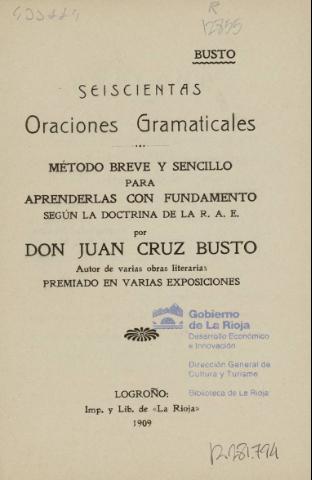 R
12855
BUSTO
SEISCIENTAS
Oraciones Gramaticales
MÉTODO BREVE Y SENCILLO
PARA
APRENDERLAS CON FUNDAMENTO
SEGÚN LA DOCTRINA DE LA R. A. E.
por
DON JUAN CRUZ BUSTO
Autor de varias obras literarias
PREMIADO EN VARIAS EXPOSICIONES
Gobierno
de La Rioja
Desarrollo Económico
e Innovación
Dirección General de
Cultura y Turismo
Biblioteca de La Rioja
LOGROÑO:
Imp. y Lib. de «La Rioja»
1909